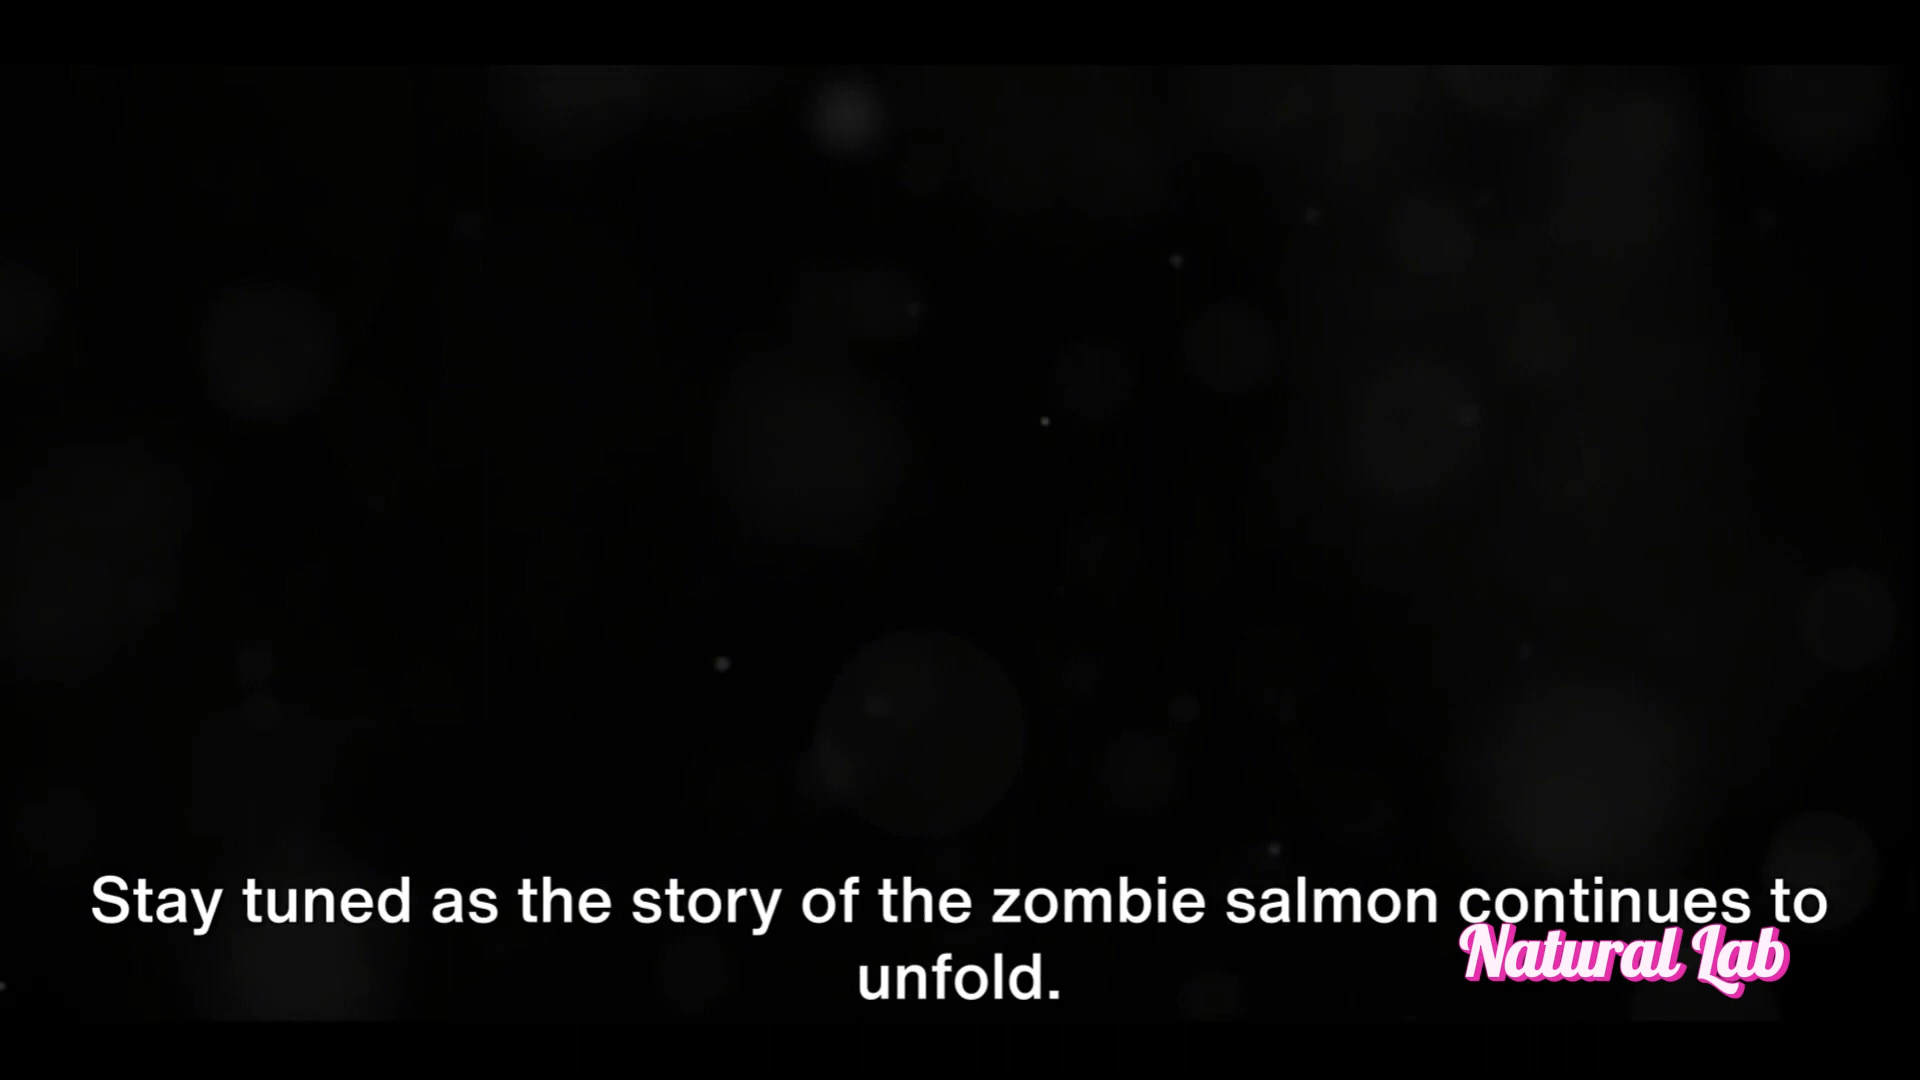 Stay tuned as the story of the zombie salmon continues to
unfold.
Natural Lab